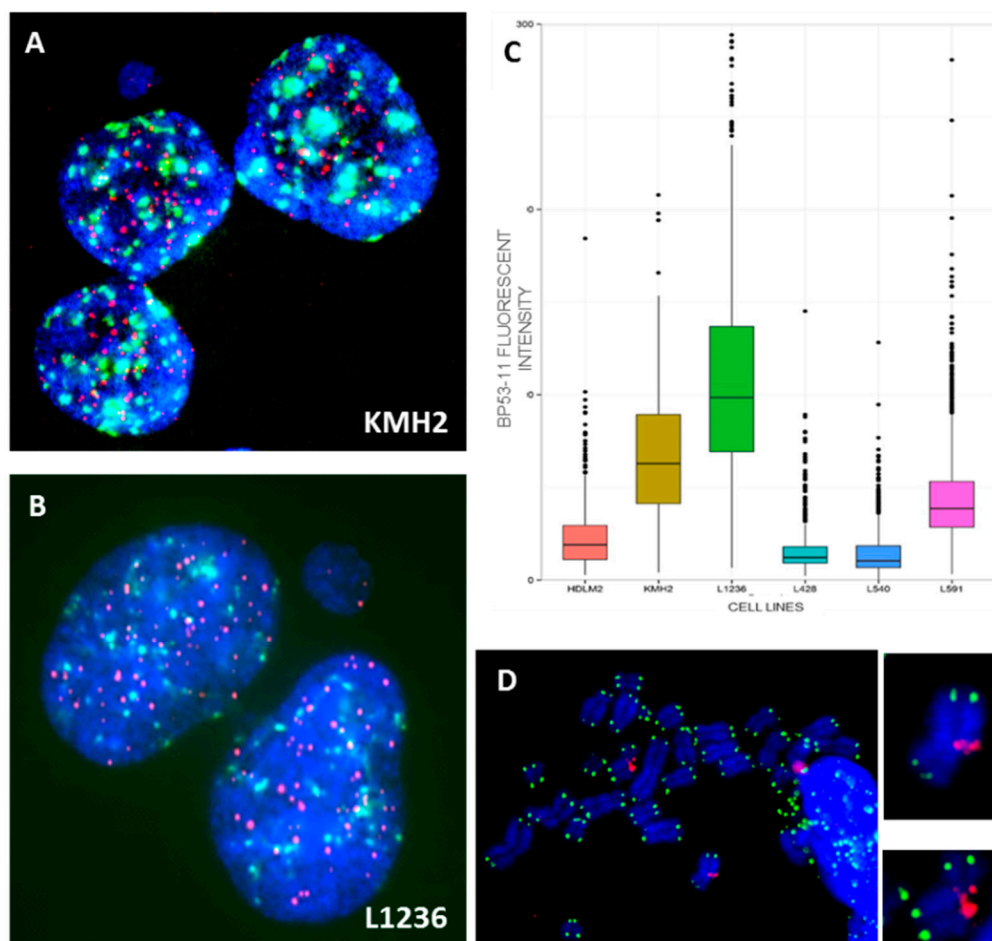 A
KMH2
B
L1236
C
300
0
0
0
BP53-11 FLUORESCENT
INTENSITY
HDLM2
KMH2
L1236
L428
L540
L591
CELL LINES
D